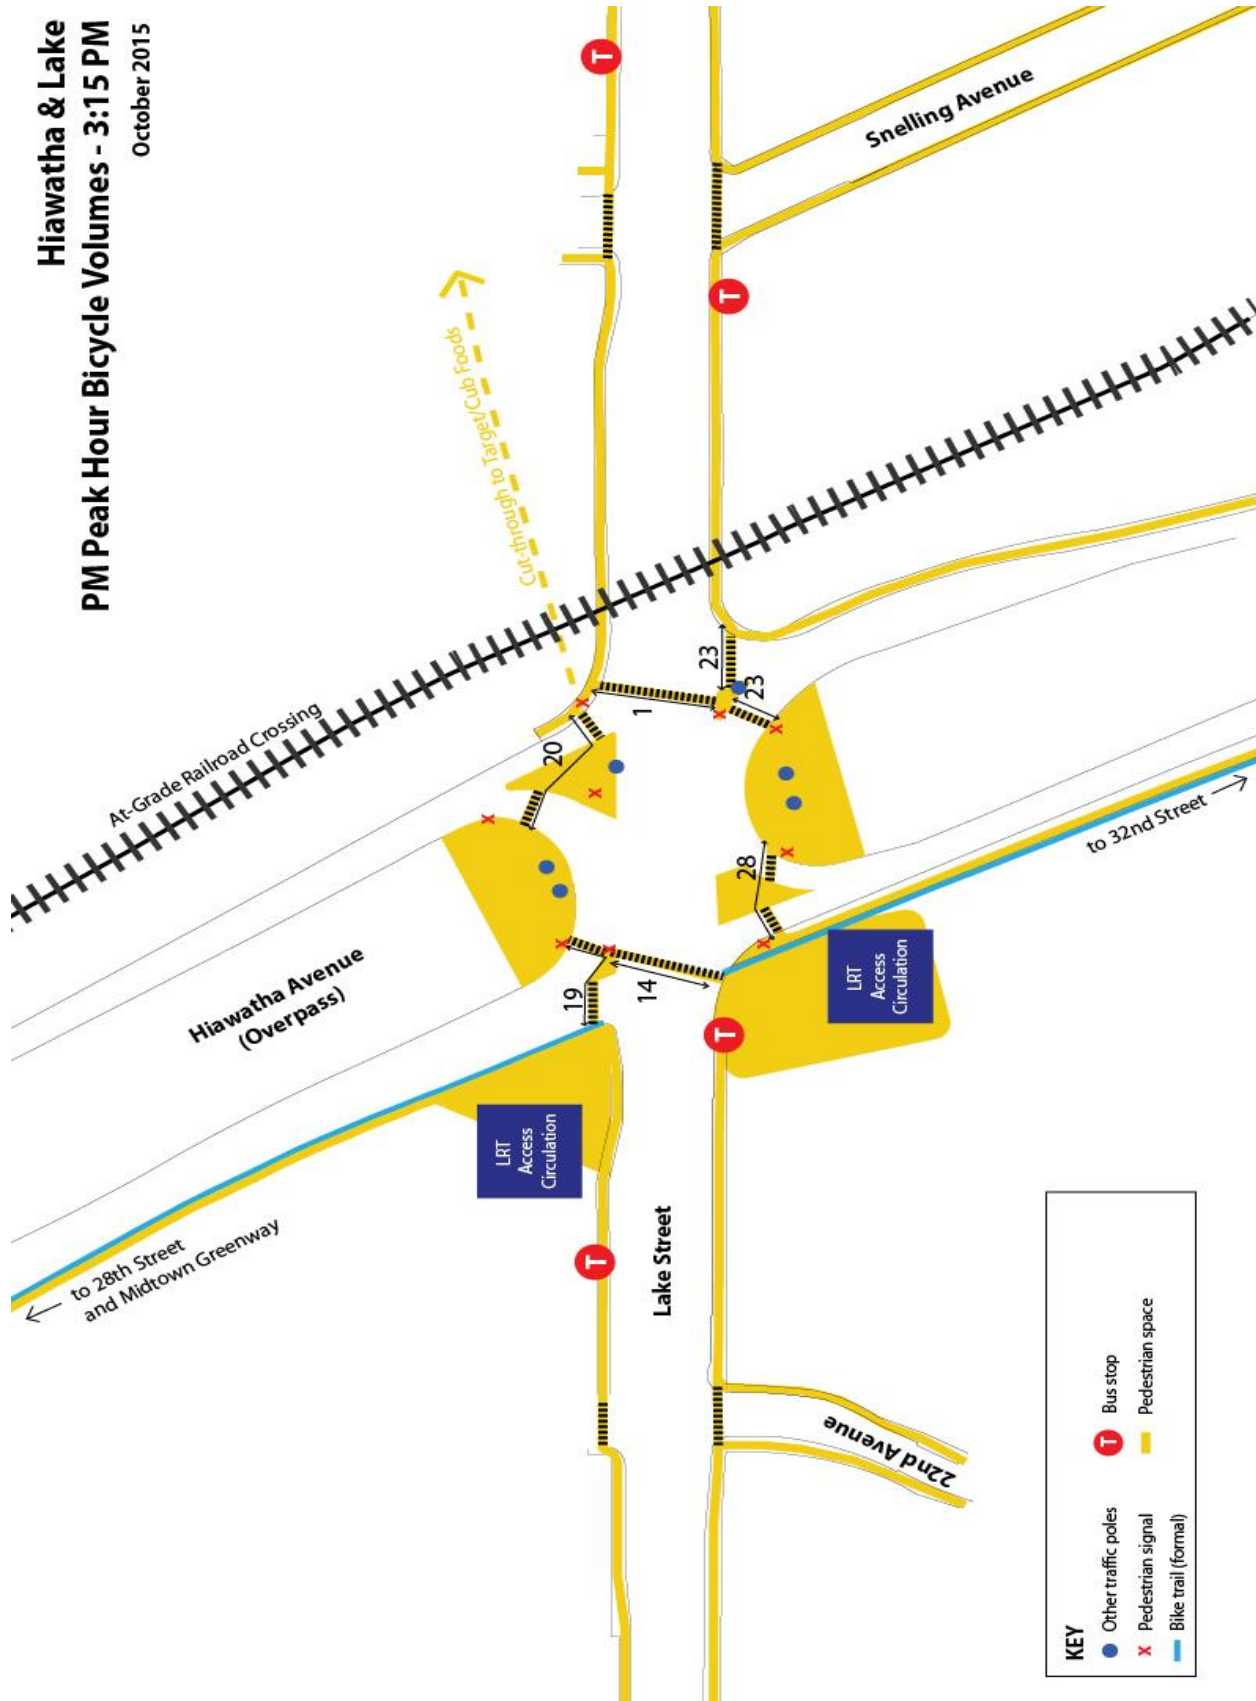 Hiawatha & Lake
PM Peak Hour Bicycle Volumes - 3:15 PM
October 2015
T
Snelling Avenue
T
Cut-through to Target/Cub Foods
At-Grade Railroad Crossing
23
23
1
20
to 32nd Street
28
Hiawatha Avenue
(Overpass)
19
14
LRT
Access
Circulation
T
LRT
Access
Circulation
to 28th Street
and Midtown Greenway
T
Lake Street
22nd Avenue
KEY
Other traffic poles
T Bus stop
x Pedestrian signal
Pedestrian space
Bike trail (formal)